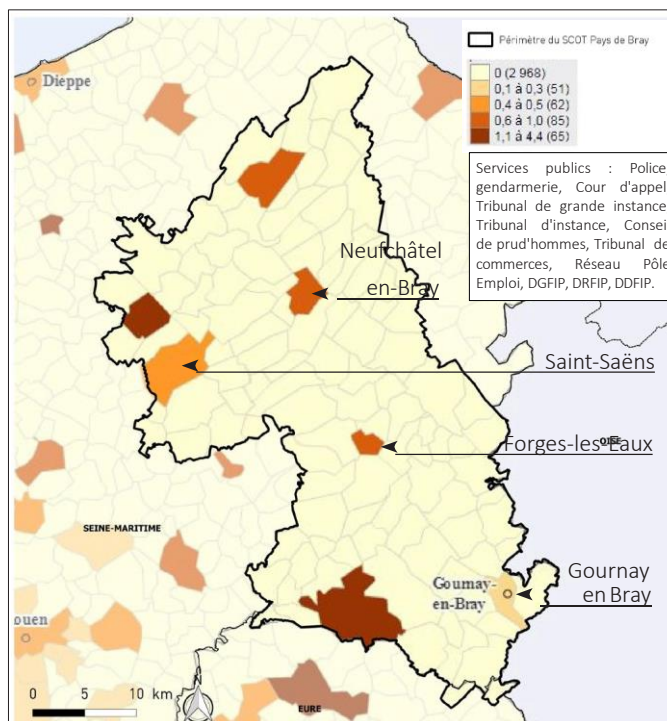 Périmètre du SCOT Pays de Bray
0 (2 968)
0,1 à 0,3 (51)
0,4 à 0,5 (62)
0,6 à 1,0 (85)
1,1 à 4,4 (65)
Services publics : Police
gendarmerie, Cour d'appel
Tribunal de grande instance
Tribunal d'instance, Consei
de prud'hommes, Tribunal de
commerces, Réseau Pôle
Emploi, DGFIP, DRFIP, DDFIP.
Dieppe
Neufchâtel
en-Bray
Saint-Saëns
Forges-les-Eaux
OISE
SEINE-MARITIME
Gournay-
en-Bray
Gournay
en Bray
ouen
EURE
0 5 10 km